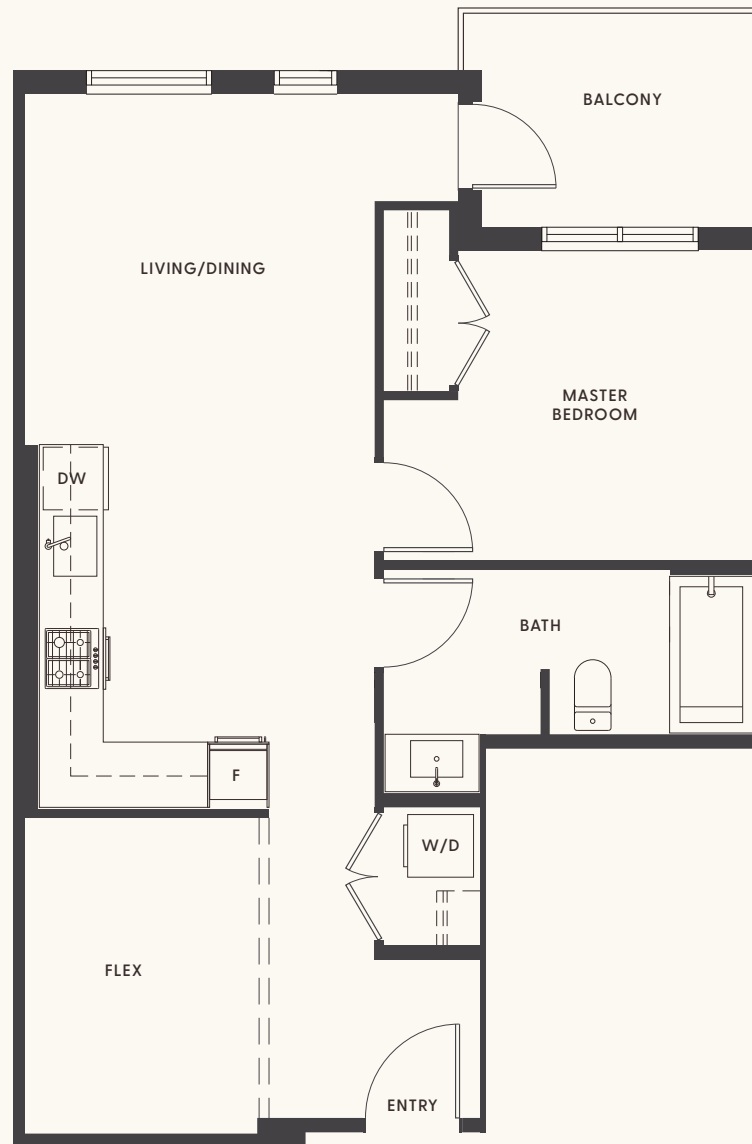 BALCONY
LIVING/DINING
MASTER
BEDROOM
DW
BATH
F
W/D
FLEX
ENTRY